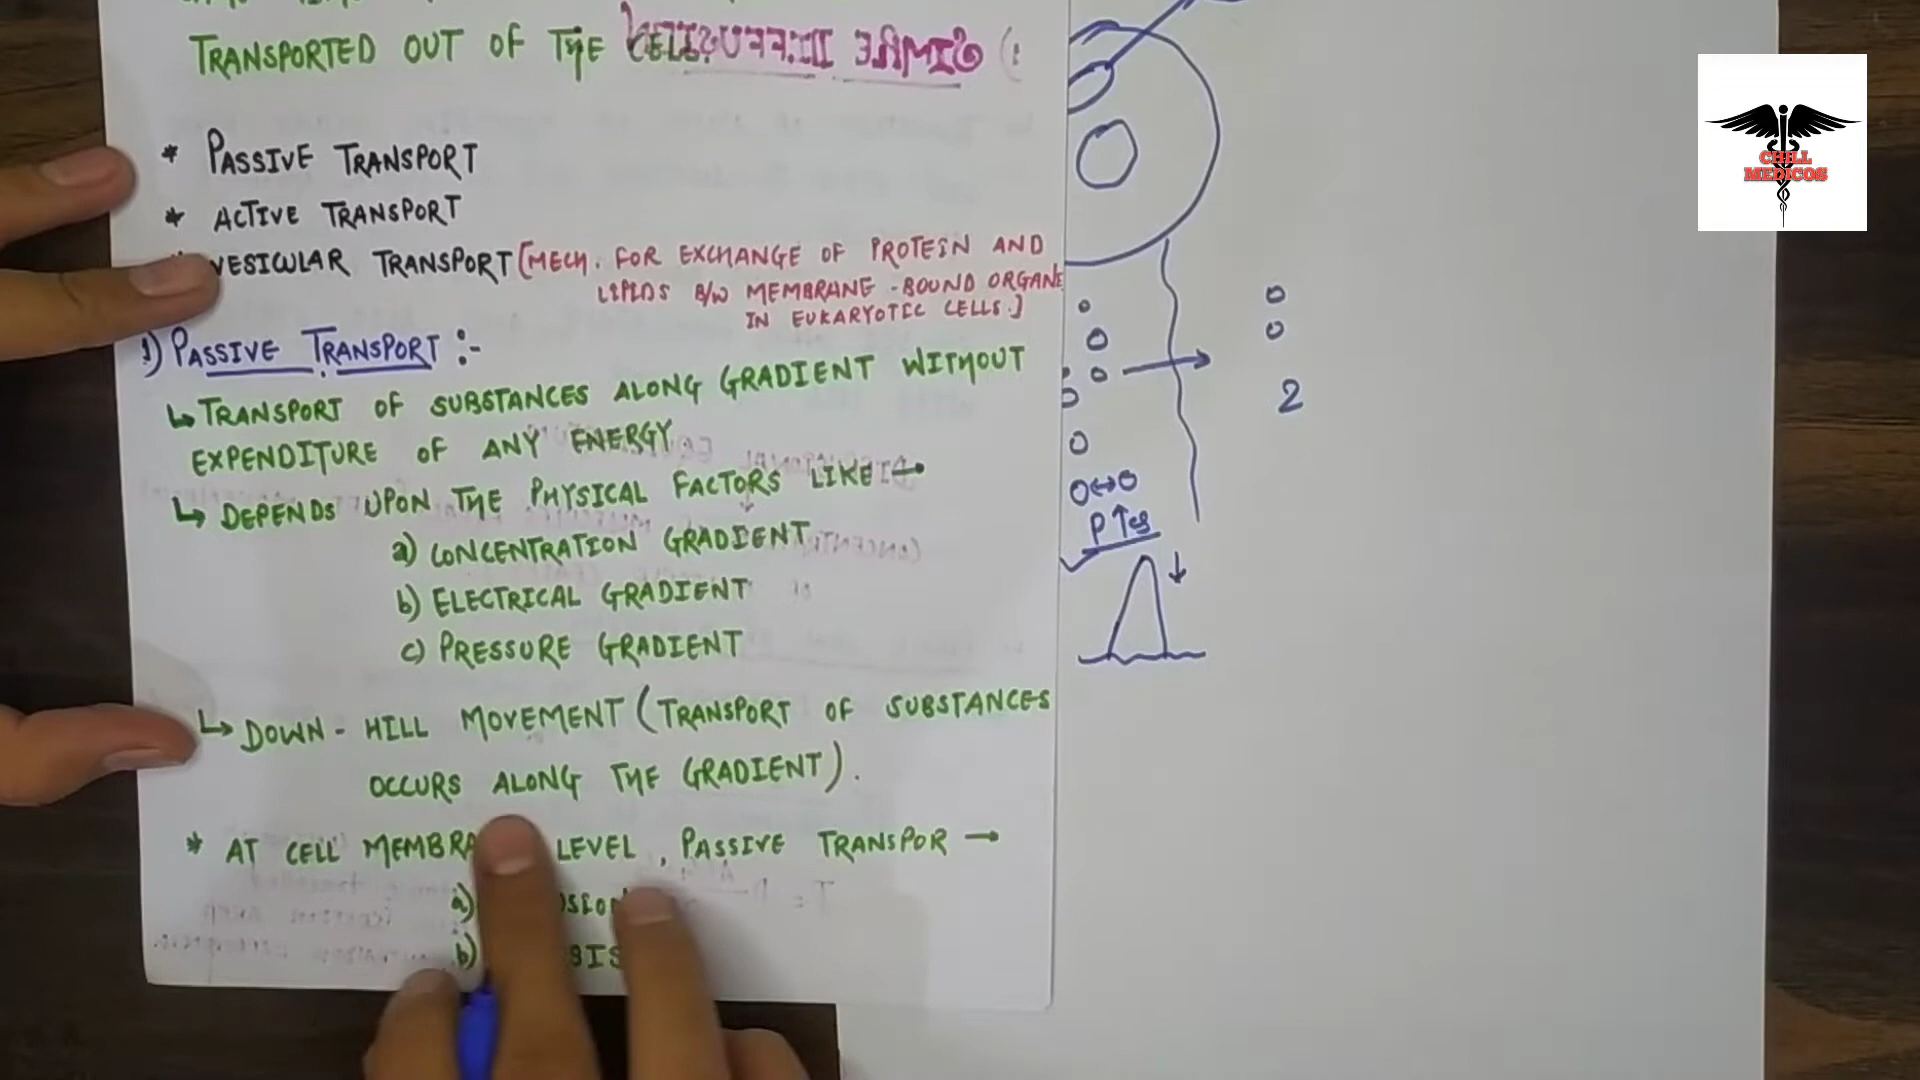 TRANSPORTED OUT OF THE CELL
* PASSIVE TRANSPORT
* ACTIVE TRANSPORT
* VESICULAR TRANSPORT [MECH. FOR EXCHANGE OF PROTEIN AND
LIPIDS B/W MEMBRANE-BOUND ORGANE
IN EUKARYOTIC CELLS.]
1) PASSIVE TRANSPORT :-
↳ TRANSPORT OF SUBSTANCES ALONG GRADIENT WITHOUT
EXPENDITURE OF ANY ENERGY.
↳ DEPENDS UPON THE PHYSICAL FACTORS LIKE →
a) CONCENTRATION GRADIENT
b) ELECTRICAL GRADIENT
c) PRESSURE GRADIENT
↳ DOWN-HILL MOVEMENT (TRANSPORT OF SUBSTANCES
OCCURS ALONG THE GRADIENT).
* AT CELL LEVEL, PASSIVE TRANSPOR →
a)
b)
2
P↑es
CHILL
MEDICOS